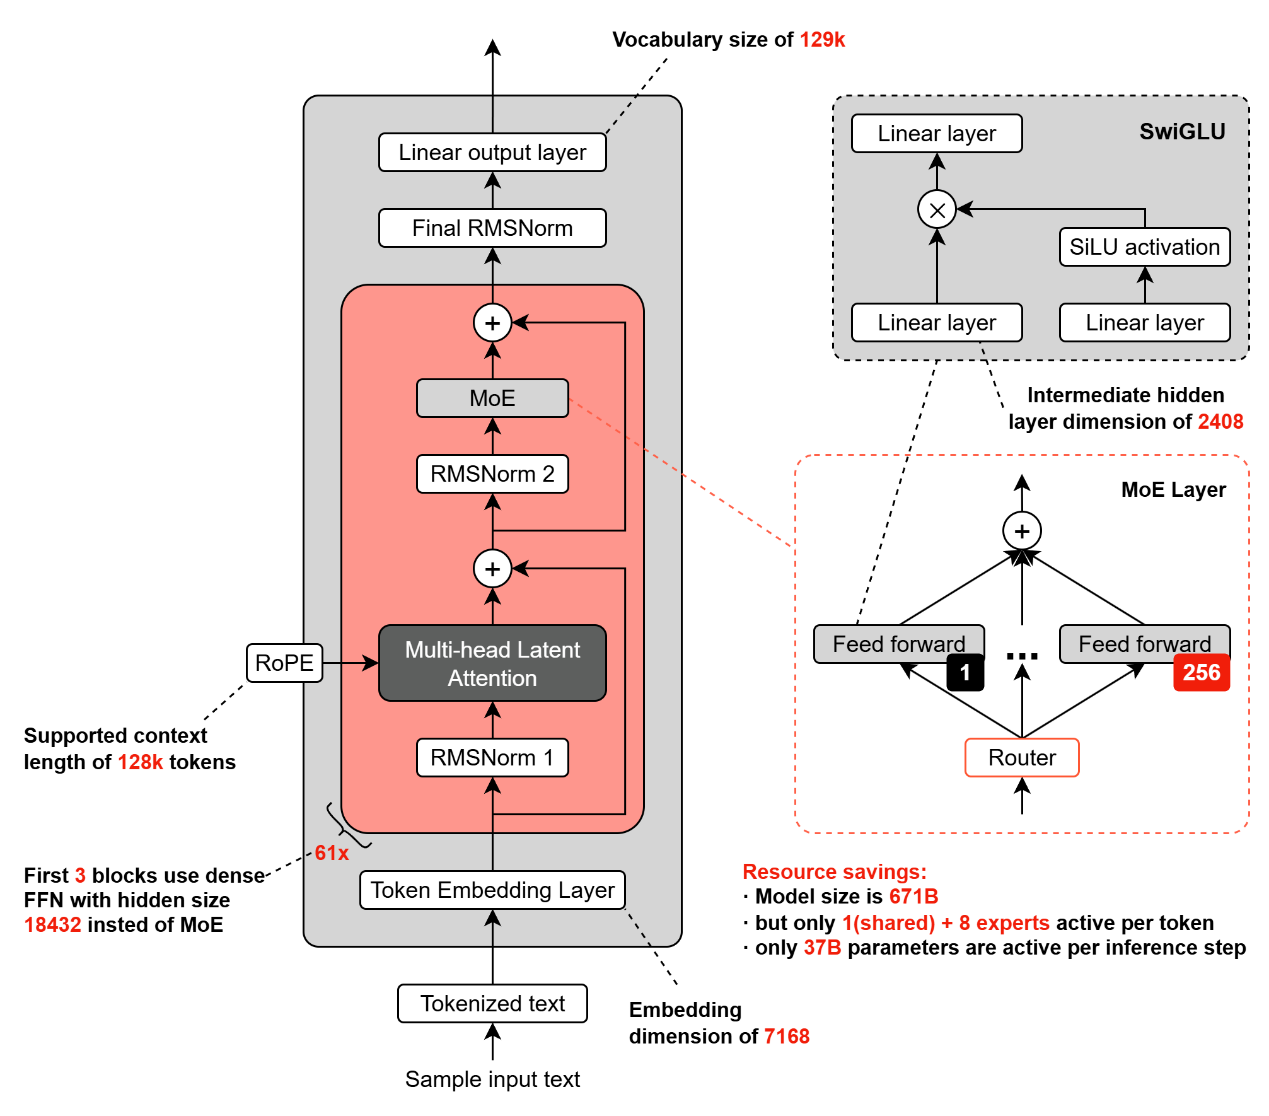 Vocabulary size of 129k
Linear output layer
Final RMSNorm
+
MoE
RMSNorm 2
+
Multi-head Latent
Attention
RoPE
RMSNorm 1
Supported context
length of 128k tokens
61x
First 3 blocks use dense
FFN with hidden size
18432 insted of MoE
Token Embedding Layer
Tokenized text
Embedding
dimension of 7168
Sample input text
SwiGLU
Linear layer
×
SiLU activation
Linear layer
Linear layer
Intermediate hidden
layer dimension of 2408
MoE Layer
+
Feed forward
1
...
Feed forward
256
Router
Resource savings:
· Model size is 671B
· but only 1(shared) + 8 experts active per token
· only 37B parameters are active per inference step